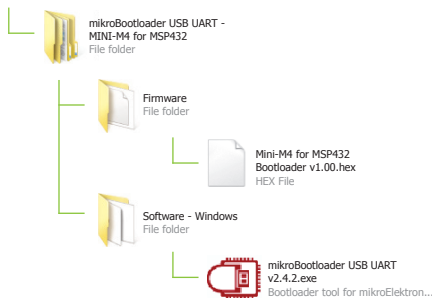 mikroBootloader USB UART -
MINI-M4 for MSP432
File folder
Firmware
File folder
Mini-M4 for MSP432
Bootloader v1.00.hex
HEX File
Software - Windows
File folder
mikroBootloader USB UART
v2.4.2.exe
Bootloader tool for mikroElektron...